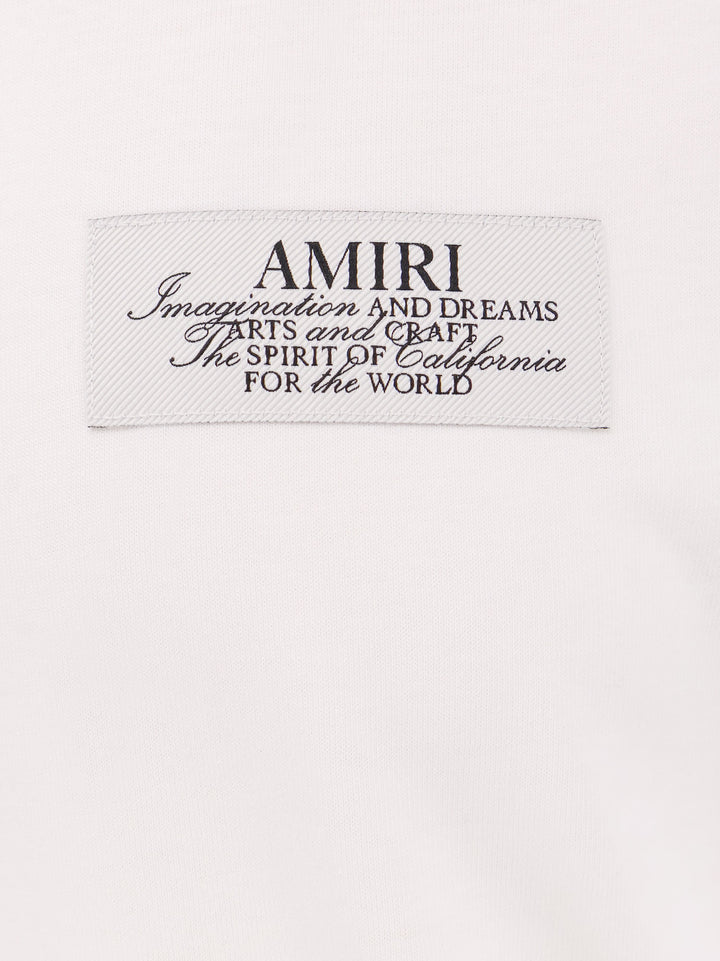 AMIRI
Imagination AND DREAMS
ARTS and CRAFT
The SPIRIT OF California
FOR the WORLD